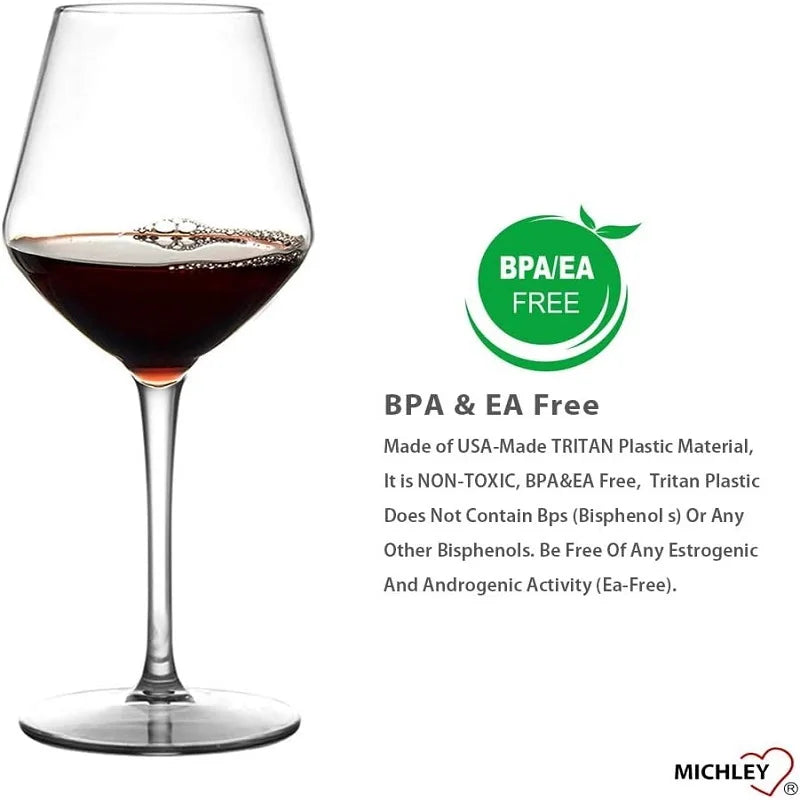 BPA/EA
FREE
BPA & EA Free
Made of USA-Made TRITAN Plastic Material,
It is NON-TOXIC, BPA&EA Free,  Tritan Plastic
Does Not Contain Bps (Bisphenol s) Or Any
Other Bisphenols. Be Free Of Any Estrogenic
And Androgenic Activity (Ea-Free).
MICHLEY ®